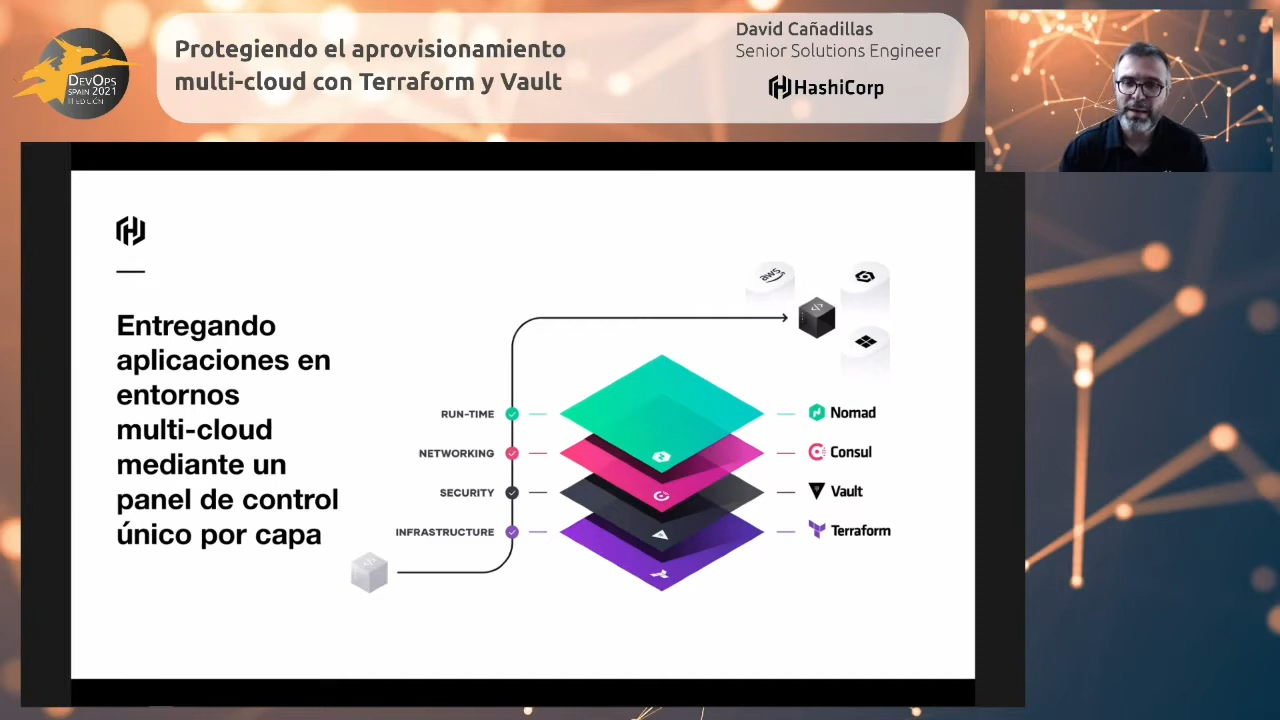 DEVOPS
SPAIN 2021
III EDICIÓN
Protegiendo el aprovisionamiento
multi-cloud con Terraform y Vault
David Cañadillas
Senior Solutions Engineer
HashiCorp
Entregando
aplicaciones en
entornos
multi-cloud
mediante un
panel de control
único por capa
aws
</>
RUN-TIME
Nomad
NETWORKING
Consul
SECURITY
Vault
INFRASTRUCTURE
Terraform
</>